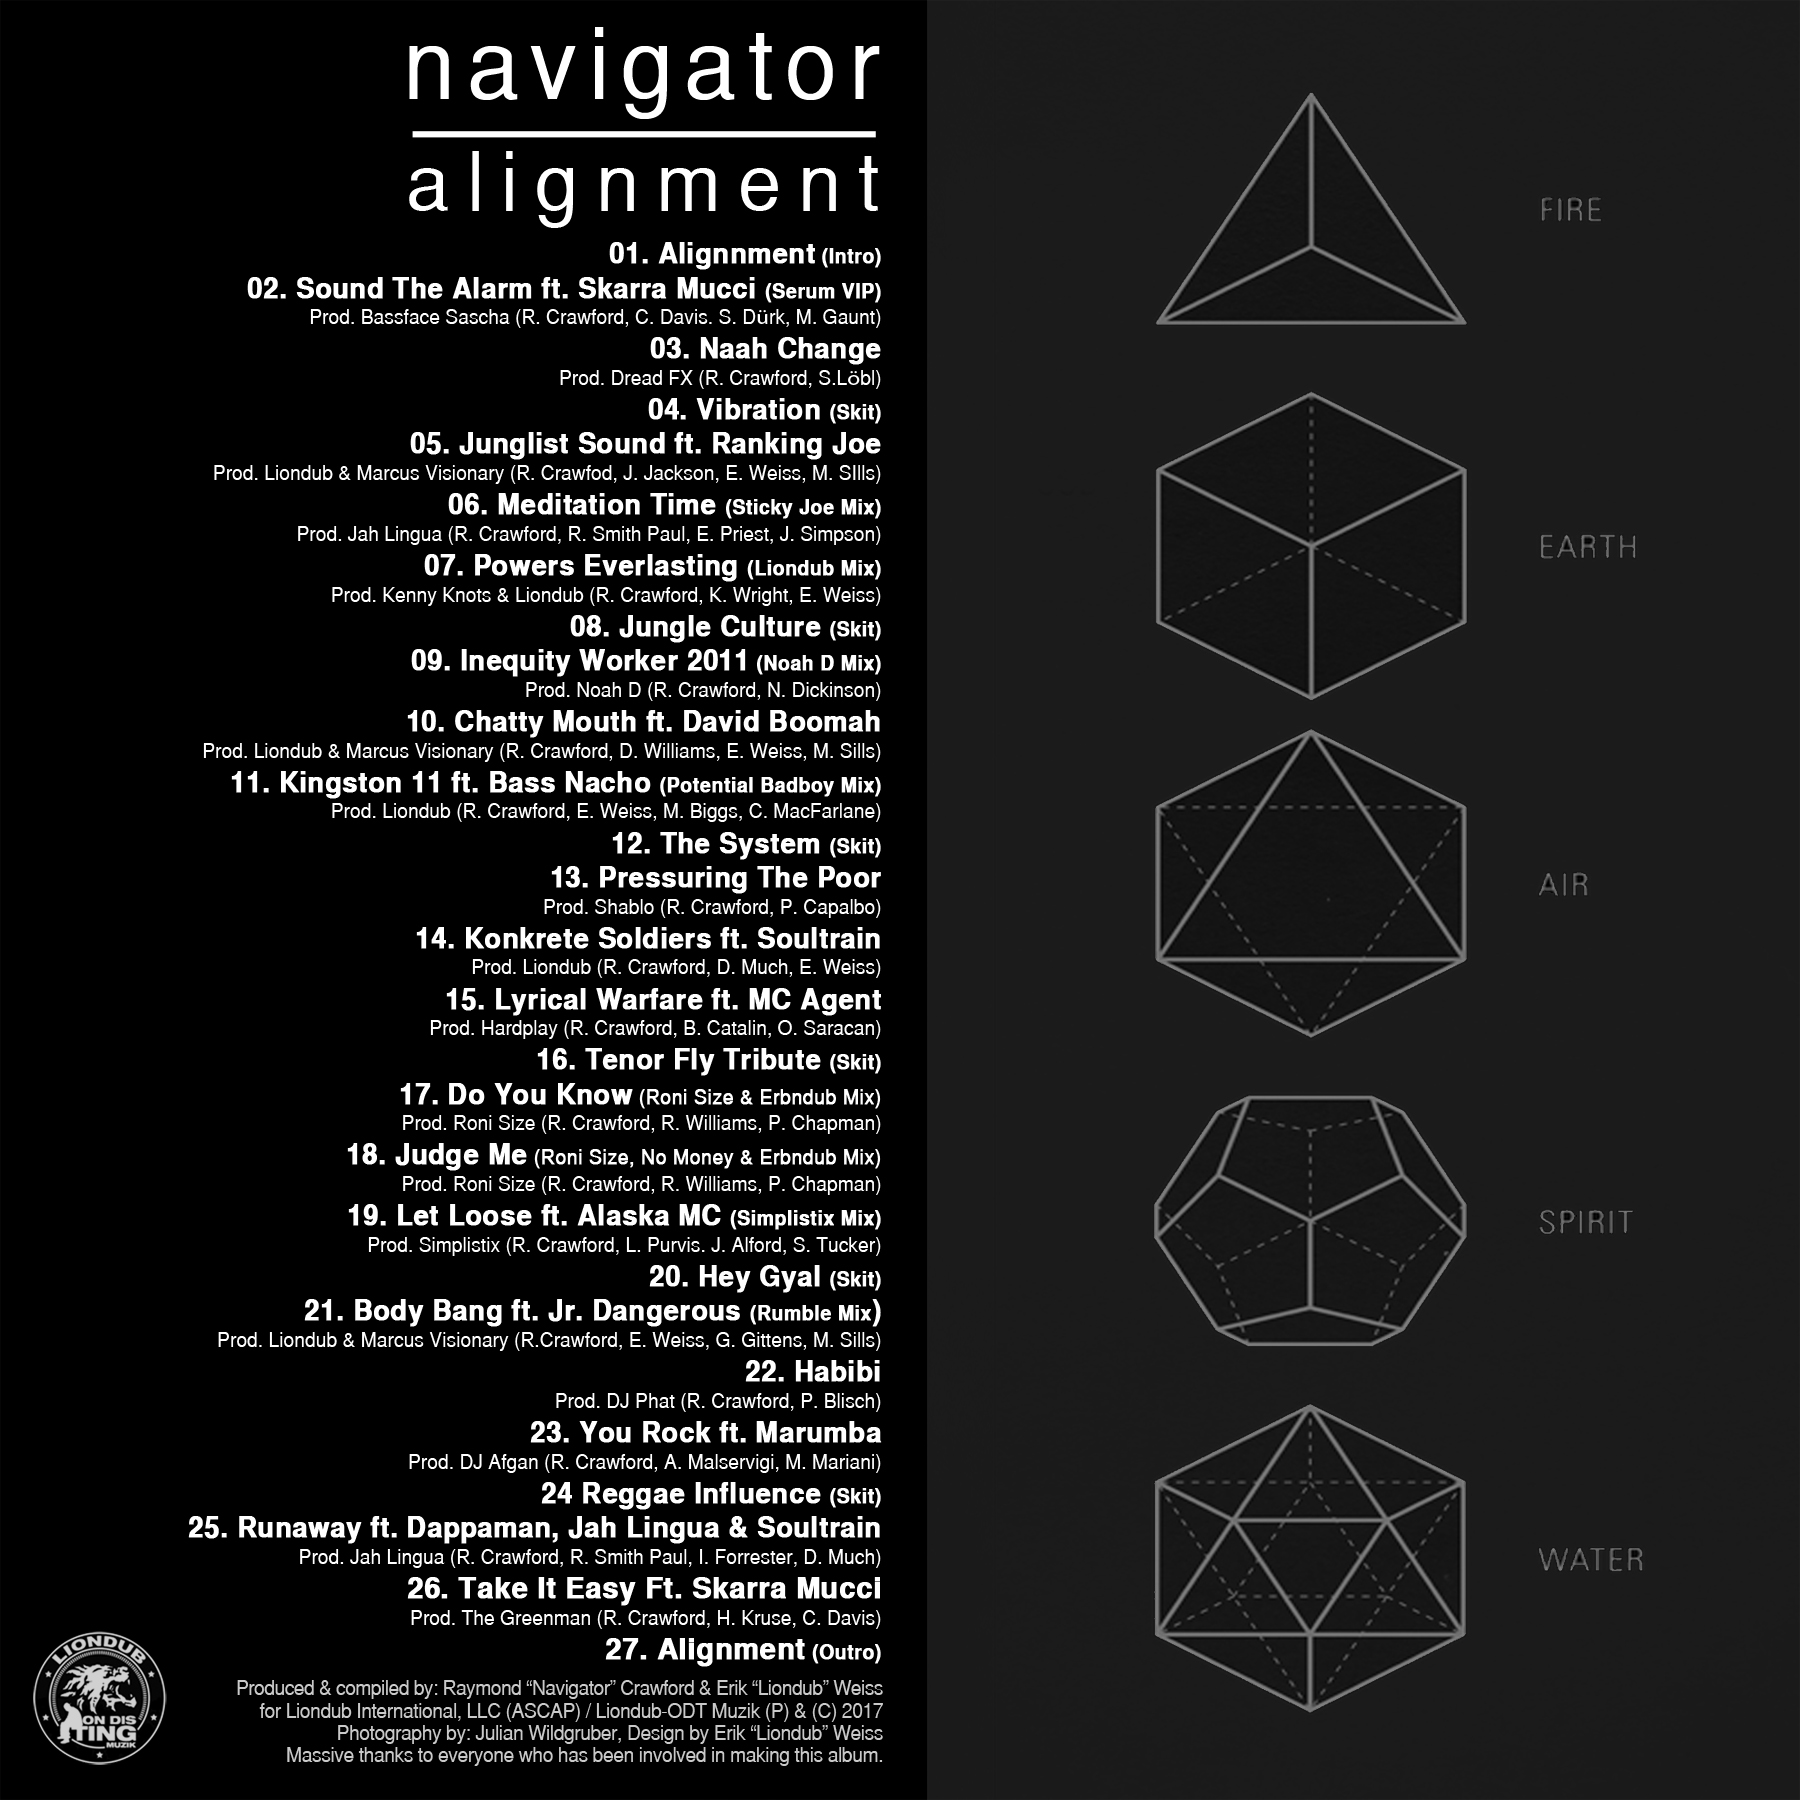 navigator
alignment
01. Alignnment (Intro)
02. Sound The Alarm ft. Skarra Mucci (Serum VIP)
Prod. Bassface Sascha (R. Crawford, C. Davis. S. Dürk, M. Gaunt)
03. Naah Change
Prod. Dread FX (R. Crawford, S.Löbl)
04. Vibration (Skit)
05. Junglist Sound ft. Ranking Joe
Prod. Liondub & Marcus Visionary (R. Crawfod, J. Jackson, E. Weiss, M. SIlls)
06. Meditation Time (Sticky Joe Mix)
Prod. Jah Lingua (R. Crawford, R. Smith Paul, E. Priest, J. Simpson)
07. Powers Everlasting (Liondub Mix)
Prod. Kenny Knots & Liondub (R. Crawford, K. Wright, E. Weiss)
08. Jungle Culture (Skit)
09. Inequity Worker 2011 (Noah D Mix)
Prod. Noah D (R. Crawford, N. Dickinson)
10. Chatty Mouth ft. David Boomah
Prod. Liondub & Marcus Visionary (R. Crawford, D. Williams, E. Weiss, M. Sills)
11. Kingston 11 ft. Bass Nacho (Potential Badboy Mix)
Prod. Liondub (R. Crawford, E. Weiss, M. Biggs, C. MacFarlane)
12. The System (Skit)
13. Pressuring The Poor
Prod. Shablo (R. Crawford, P. Capalbo)
14. Konkrete Soldiers ft. Soultrain
Prod. Liondub (R. Crawford, D. Much, E. Weiss)
15. Lyrical Warfare ft. MC Agent
Prod. Hardplay (R. Crawford, B. Catalin, O. Saracan)
16. Tenor Fly Tribute (Skit)
17. Do You Know (Roni Size & Erbndub Mix)
Prod. Roni Size (R. Crawford, R. Williams, P. Chapman)
18. Judge Me (Roni Size, No Money & Erbndub Mix)
Prod. Roni Size (R. Crawford, R. Williams, P. Chapman)
19. Let Loose ft. Alaska MC (Simplistix Mix)
Prod. Simplistix (R. Crawford, L. Purvis. J. Alford, S. Tucker)
20. Hey Gyal (Skit)
21. Body Bang ft. Jr. Dangerous (Rumble Mix)
Prod. Liondub & Marcus Visionary (R.Crawford, E. Weiss, G. Gittens, M. Sills)
22. Habibi
Prod. DJ Phat (R. Crawford, P. Blisch)
23. You Rock ft. Marumba
Prod. DJ Afgan (R. Crawford, A. Malservigi, M. Mariani)
24 Reggae Influence (Skit)
25. Runaway ft. Dappaman, Jah Lingua & Soultrain
Prod. Jah Lingua (R. Crawford, R. Smith Paul, I. Forrester, D. Much)
26. Take It Easy Ft. Skarra Mucci
Prod. The Greenman (R. Crawford, H. Kruse, C. Davis)
27. Alignment (Outro)
Produced & compiled by: Raymond “Navigator” Crawford & Erik “Liondub” Weiss
for Liondub International, LLC (ASCAP) / Liondub-ODT Muzik (P) & (C) 2017
Photography by: Julian Wildgruber, Design by Erik “Liondub” Weiss
Massive thanks to everyone who has been involved in making this album.
LIONDUB
ON DIS
TING
MUZIK
FIRE
EARTH
AIR
SPIRIT
WATER